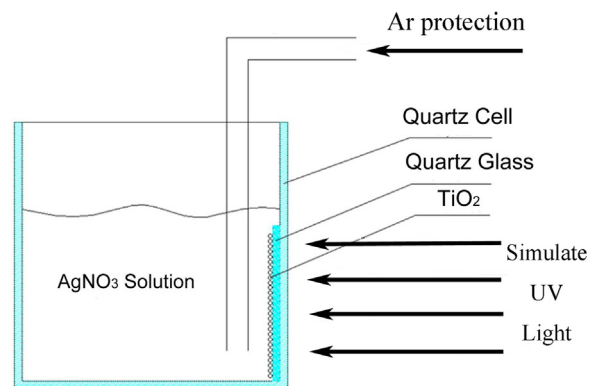 Ar protection
Quartz Cell
Quartz Glass
TiO₂
AgNO₃ Solution
Simulate
UV
Light